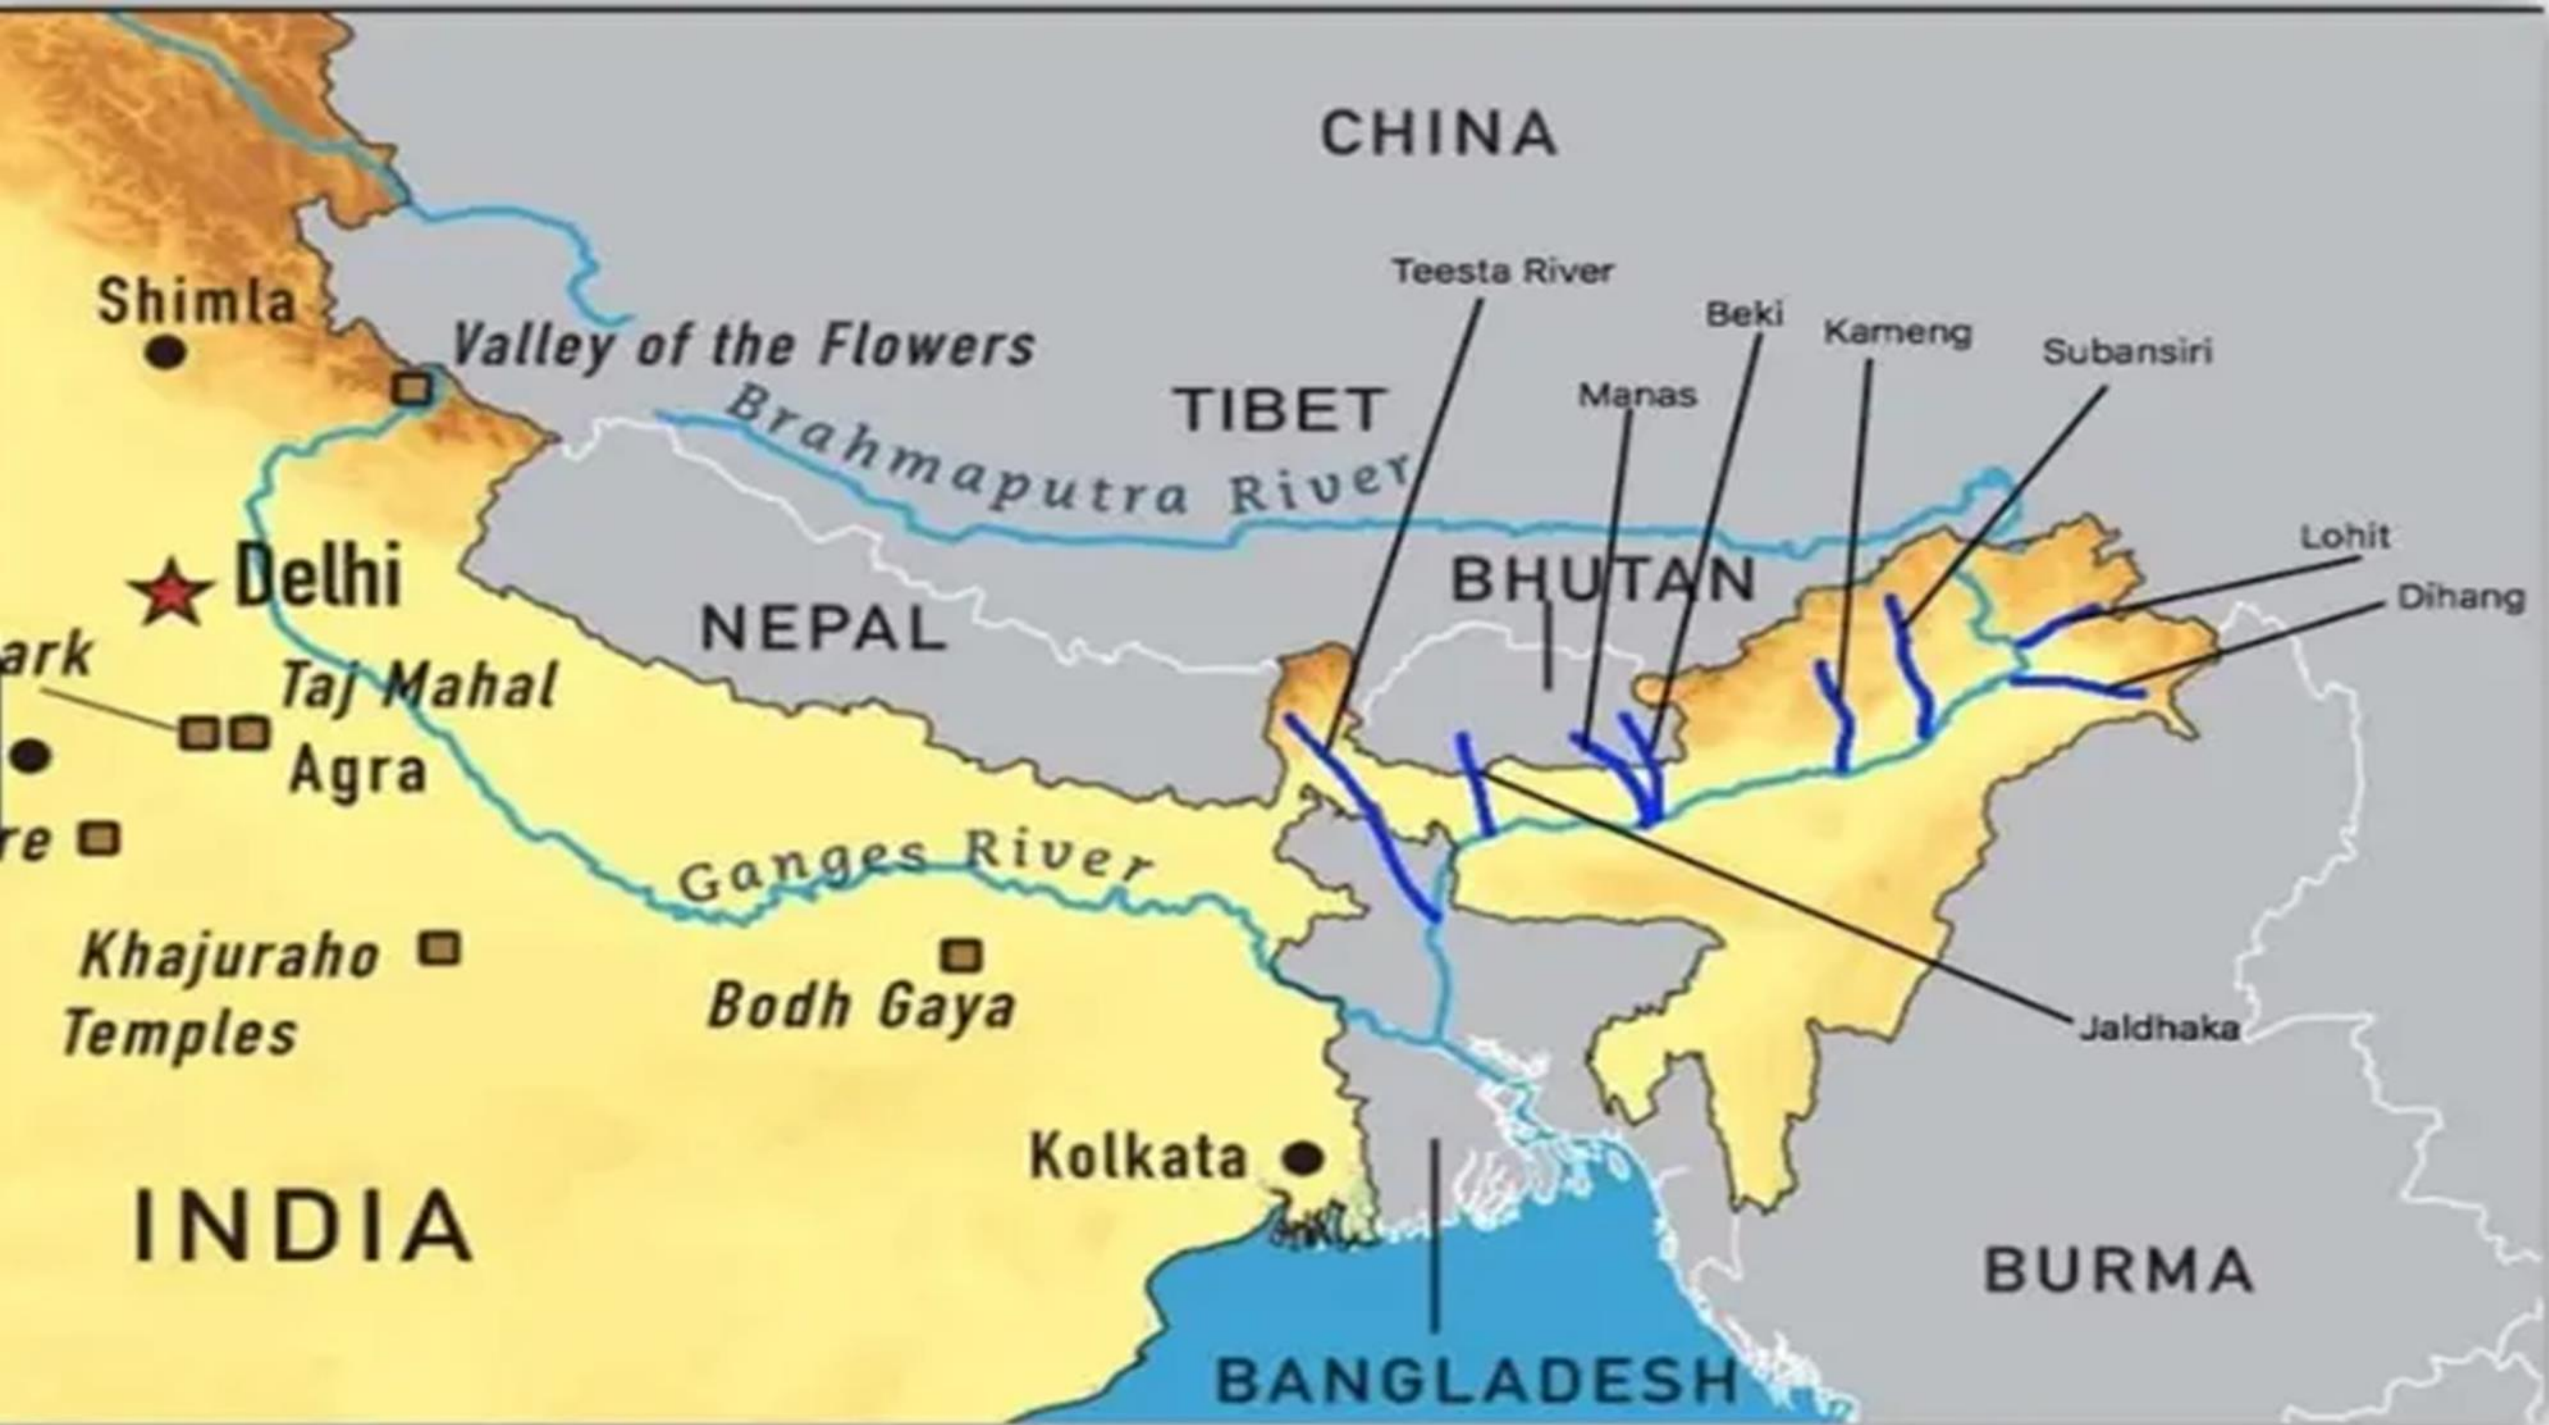 CHINA
Teesta River
Shimla
Beki
Kameng
Valley of the Flowers
Subansiri
Manas
TIBET
Brahmaputra River
Lohit
Delhi
BHUTAN
Dihang
NEPAL
ark
Taj Mahal
Agra
re
Ganges River
Khajuraho
Temples
Bodh Gaya
Jaldhaka
Kolkata
INDIA
BURMA
BANGLADESH